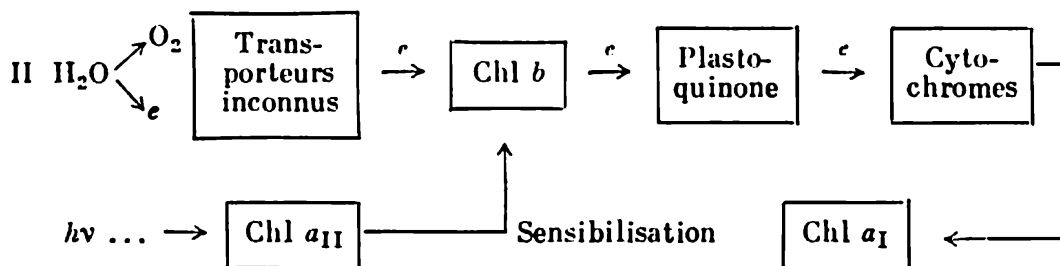 II H₂O O₂ e
Trans-
porteurs
inconnus
e
Chl b
e
Plasto-
quinone
e
Cyto-
chromes
hν ...
Chl aII
Sensibilisation
Chl aI